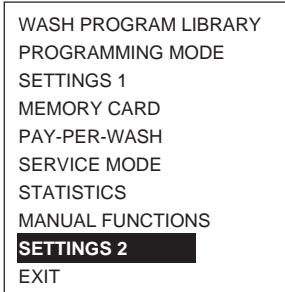 WASH PROGRAM LIBRARY
PROGRAMMING MODE
SETTINGS 1
MEMORY CARD
PAY-PER-WASH
SERVICE MODE
STATISTICS
MANUAL FUNCTIONS
SETTINGS 2
EXIT